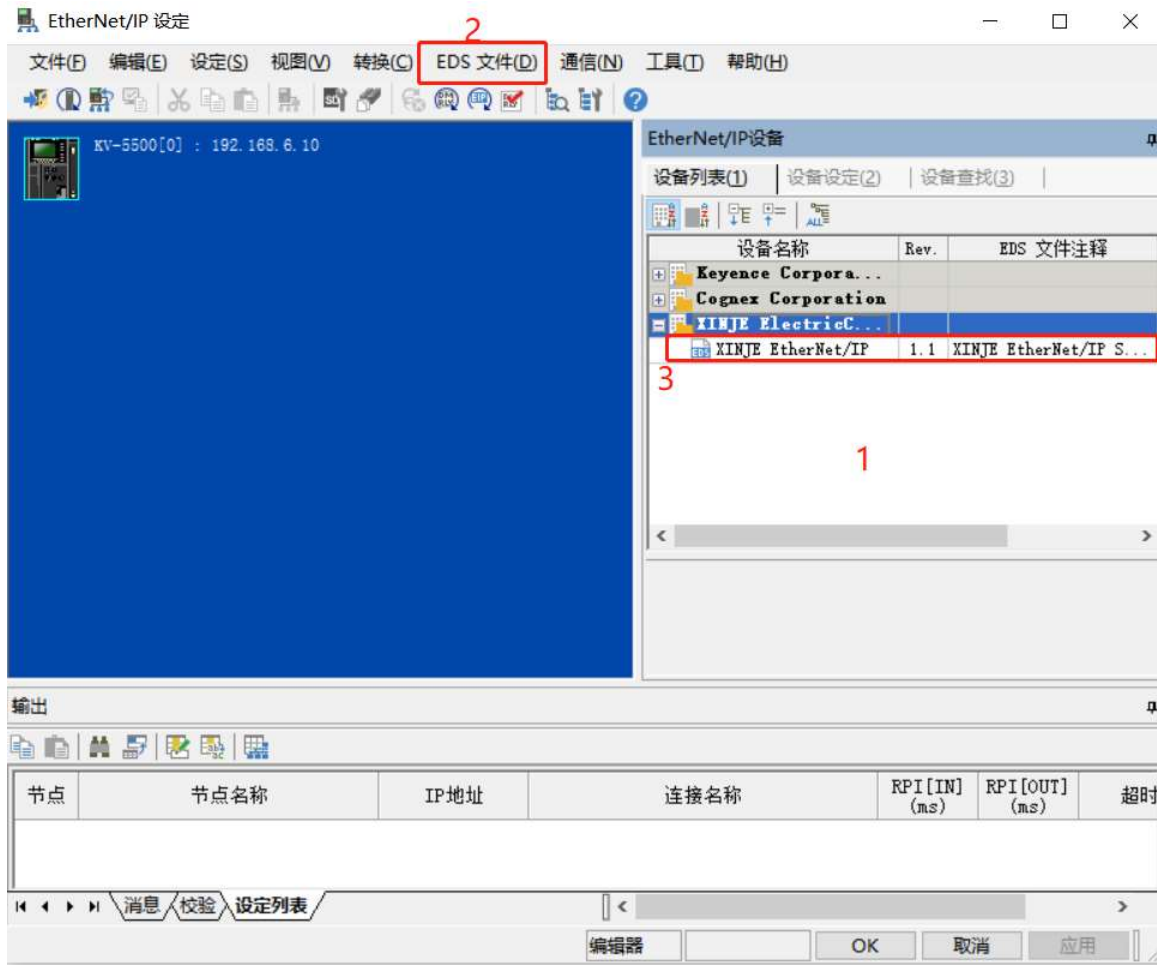 EtherNet/IP 设定
2
文件(F) 编辑(E) 设定(S) 视图(V) 转换(C) EDS 文件(D) 通信(N) 工具(T) 帮助(H)
KV-5500[0] : 192.168.6.10
EtherNet/IP设备
设备列表(1) 设备设定(2) 设备查找(3)
设备名称 Rev. EDS 文件注释
Keyence Corpora...
Cognex Corporation
XINJE ElectricC...
XINJE EtherNet/IP 1.1 XINJE EtherNet/IP S...
3
1
输出
节点 节点名称 IP地址 连接名称 RPI[IN](ms) RPI[OUT](ms) 超时
消息 校验 设定列表
编辑器 OK 取消 应用